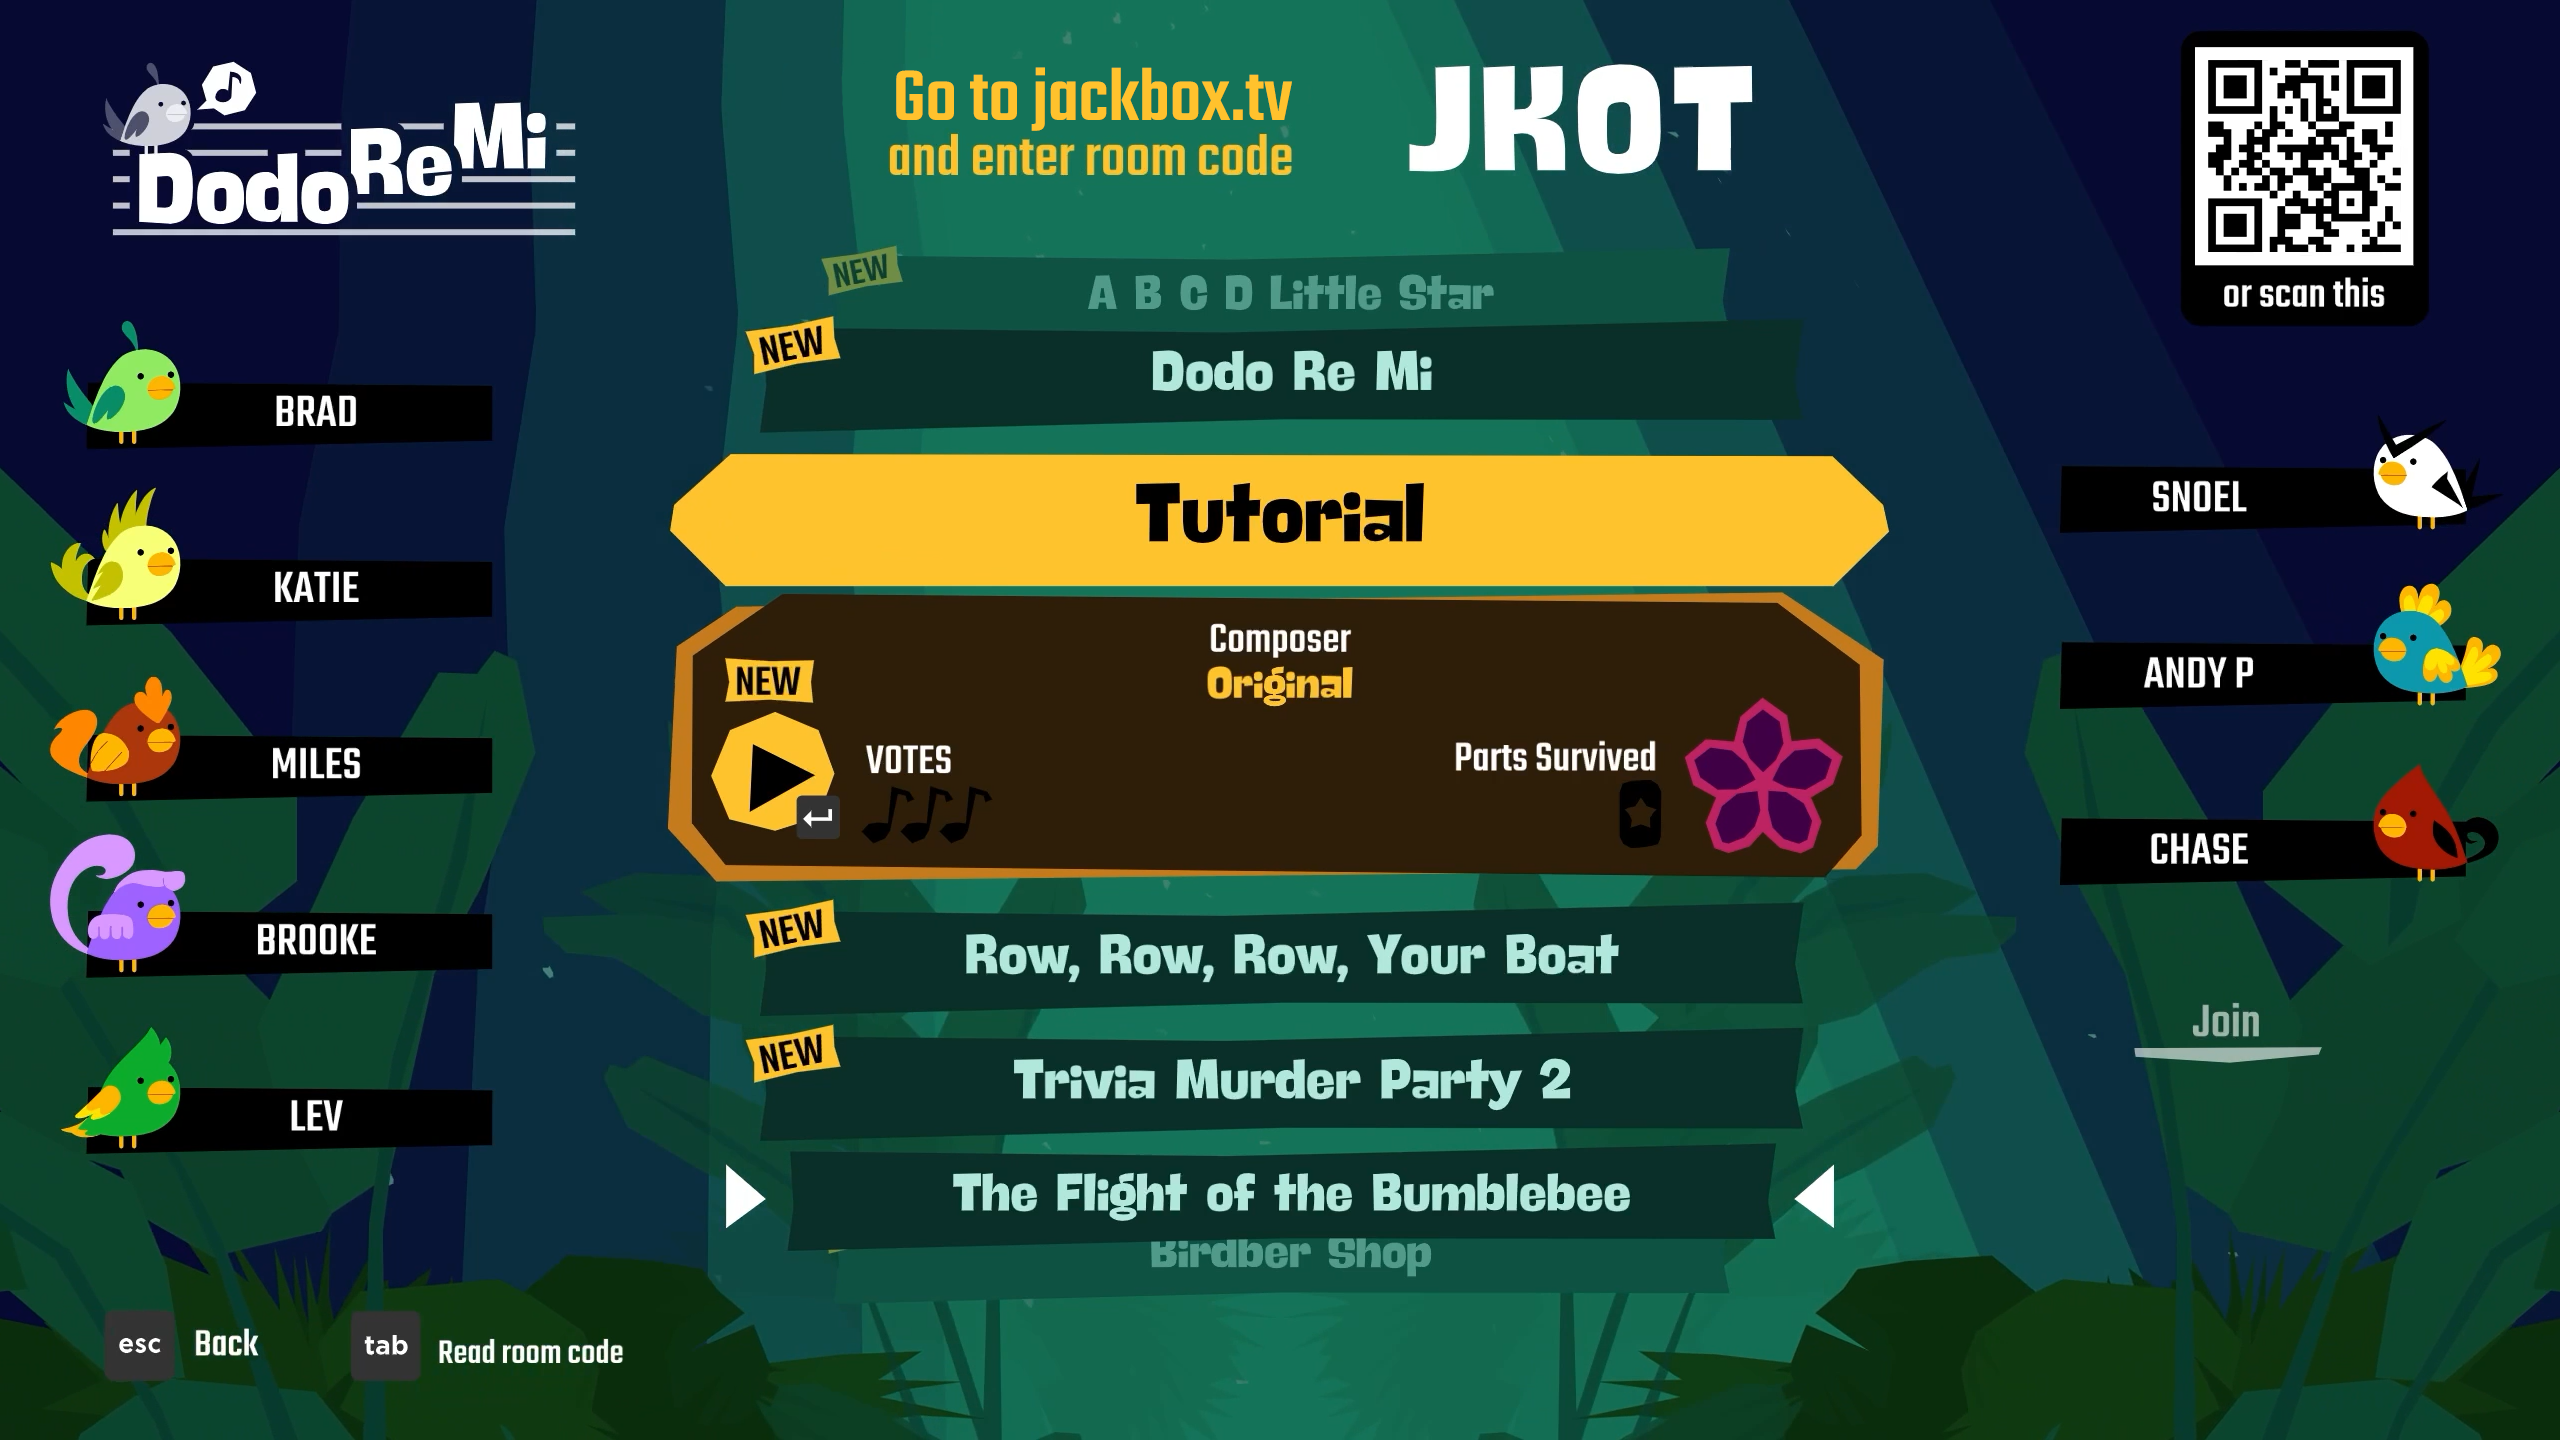 Dodo Re Mi
Go to jackbox.tv
and enter room code
JKOT
or scan this
NEW
A B C D Little Star
NEW
Dodo Re Mi
Tutorial
Composer
Original
NEW
VOTES
Parts Survived
NEW
Row, Row, Row, Your Boat
NEW
Trivia Murder Party 2
The Flight of the Bumblebee
Birdber Shop
BRAD
KATIE
MILES
BROOKE
LEV
SNOEL
ANDY P
CHASE
Join
esc
Back
tab
Read room code